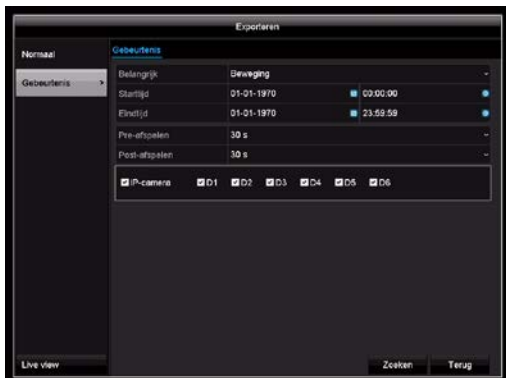 Exporteren
Normaal
Gebeurtenis
Gebeurtenis
Belangrijk Beweging
Starttijd 01-01-1970 00:00:00
Eindtijd 01-01-1970 23:59:59
Pre-afspelen 30 s
Post-afspelen 30 s
IP-camera D1 D2 D3 D4 D5 D6
Live view Zoeken Terug